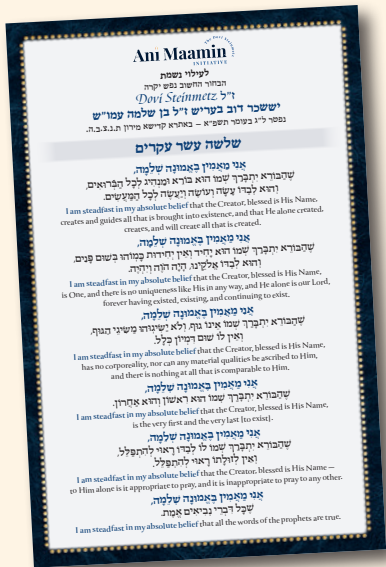 The Dovi Steinmetz
Ani Maamin
INITIATIVE
לעילוי נשמת
הבחור החשוב נפש יקרה
Dovi Steinmetz ז"ל
יששכר דוב בעריש ז"ל בן שלמה עמו"ש
נפטר ל"ג בעומר תשפ"א – באתרא קדישא מירון ת.נ.צ.ב.ה.
שלשה עשר עקרים
אֲנִי מַאֲמִין בֶּאֱמוּנָה שְׁלֵמָה,
שֶׁהַבּוֹרֵא יִתְבָּרַךְ שְׁמוֹ הוּא בּוֹרֵא וּמַנְהִיג לְכָל הַבְּרוּאִים,
וְהוּא לְבַדּוֹ עָשָׂה וְעוֹשֶׂה וְיַעֲשֶׂה לְכָל הַמַּעֲשִׂים.
I am steadfast in my absolute belief that the Creator, blessed is His Name,
creates and guides all that is brought into existence, and that He alone created,
creates, and will create all that is created.
אֲנִי מַאֲמִין בֶּאֱמוּנָה שְׁלֵמָה,
שֶׁהַבּוֹרֵא יִתְבָּרַךְ שְׁמוֹ הוּא יָחִיד וְאֵין יְחִידוּת כָּמוֹהוּ בְּשׁוּם פָּנִים,
וְהוּא לְבַדּוֹ אֱלֹקֵינוּ, הָיָה הֹוֶה וְיִהְיֶה.
I am steadfast in my absolute belief that the Creator, blessed is His Name,
is One, and there is no uniqueness like His in any way, and He alone is our Lord,
forever having existed, existing, and continuing to exist.
אֲנִי מַאֲמִין בֶּאֱמוּנָה שְׁלֵמָה,
שֶׁהַבּוֹרֵא יִתְבָּרַךְ שְׁמוֹ אֵינוֹ גּוּף, וְלֹא יַשִּׂיגוּהוּ מַשִּׂיגֵי הַגּוּף,
וְאֵין לוֹ שׁוּם דִּמְיוֹן כְּלָל.
I am steadfast in my absolute belief that the Creator, blessed is His Name,
has no corporeality, nor can any material qualities be ascribed to Him,
and there is nothing at all that is comparable to Him.
אֲנִי מַאֲמִין בֶּאֱמוּנָה שְׁלֵמָה,
שֶׁהַבּוֹרֵא יִתְבָּרַךְ שְׁמוֹ הוּא רִאשׁוֹן וְהוּא אַחֲרוֹן.
I am steadfast in my absolute belief that the Creator, blessed is His Name,
is the very first and the very last [to exist].
אֲנִי מַאֲמִין בֶּאֱמוּנָה שְׁלֵמָה,
שֶׁהַבּוֹרֵא יִתְבָּרַךְ שְׁמוֹ לוֹ לְבַדּוֹ רָאוּי לְהִתְפַּלֵּל,
וְאֵין לְזוּלָתוֹ רָאוּי לְהִתְפַּלֵּל.
I am steadfast in my absolute belief that the Creator, blessed is His Name –
to Him alone is it appropriate to pray, and it is inappropriate to pray to any other.
אֲנִי מַאֲמִין בֶּאֱמוּנָה שְׁלֵמָה,
שֶׁכָּל דִּבְרֵי נְבִיאִים אֱמֶת.
I am steadfast in my absolute belief that all the words of the prophets are true.